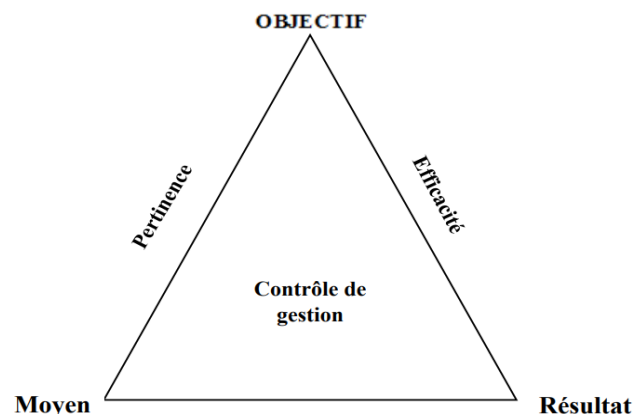 OBJECTIF
Pertinence
Efficacité
Contrôle de
gestion
Moyen
Résultat